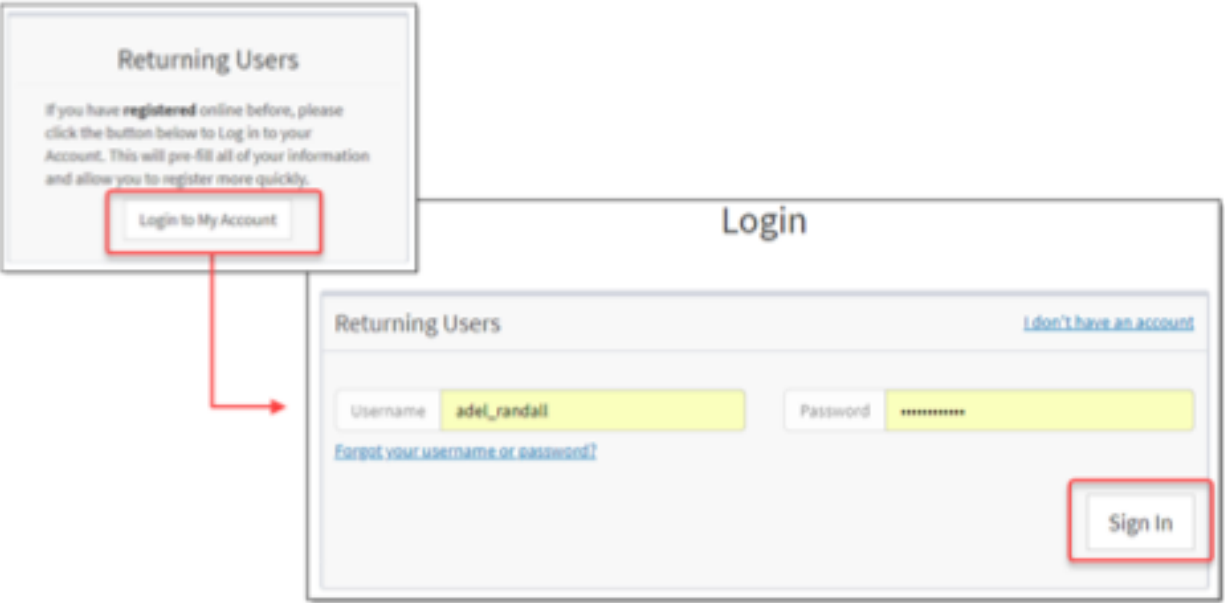 Returning Users
If you have registered online before, please
click the button below to Log in to your
Account. This will pre-fill all of your information
and allow you to register more quickly.
Login to My Account
Login
Returning Users
I don't have an account
Username adel_randall Password ••••••••••••
Forgot your username or password?
Sign In